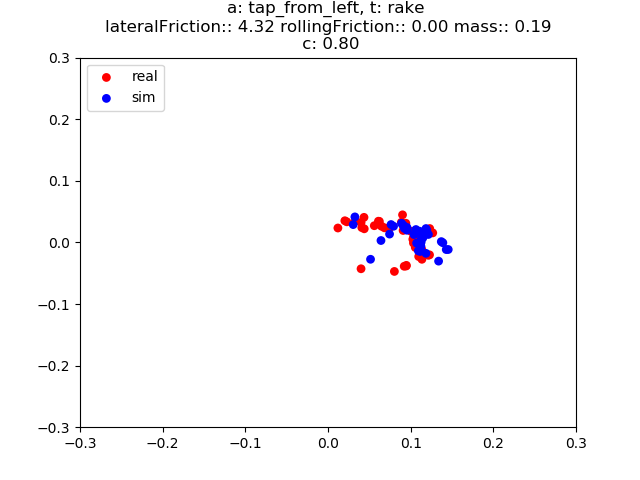 a: tap_from_left, t: rake
lateralFriction:: 4.32 rollingFriction:: 0.00 mass:: 0.19
c: 0.80
real
sim
0.3
0.2
0.1
0.0
−0.1
−0.2
−0.3
−0.3
−0.2
−0.1
0.0
0.1
0.2
0.3